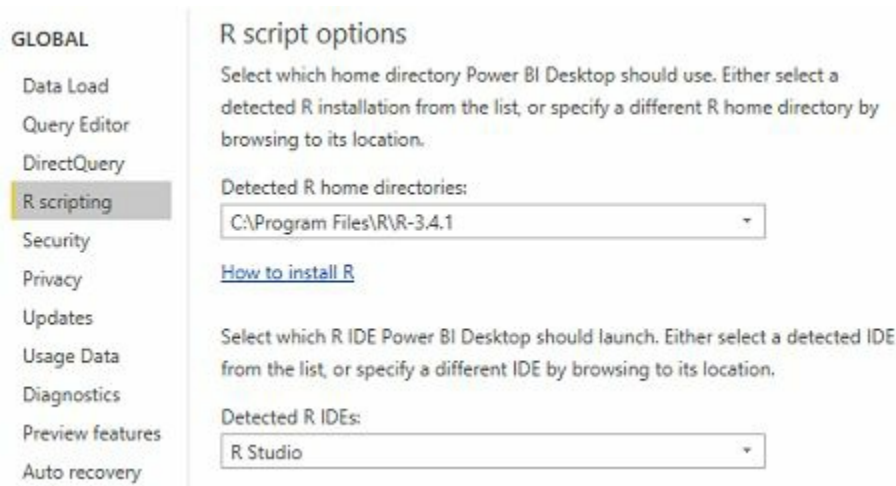 GLOBAL
Data Load
Query Editor
DirectQuery
R scripting
Security
Privacy
Updates
Usage Data
Diagnostics
Preview features
Auto recovery
R script options
Select which home directory Power BI Desktop should use. Either select a
detected R installation from the list, or specify a different R home directory by
browsing to its location.
Detected R home directories:
C:\Program Files\R\R-3.4.1
How to install R
Select which R IDE Power BI Desktop should launch. Either select a detected IDE
from the list, or specify a different IDE by browsing to its location.
Detected R IDEs:
R Studio